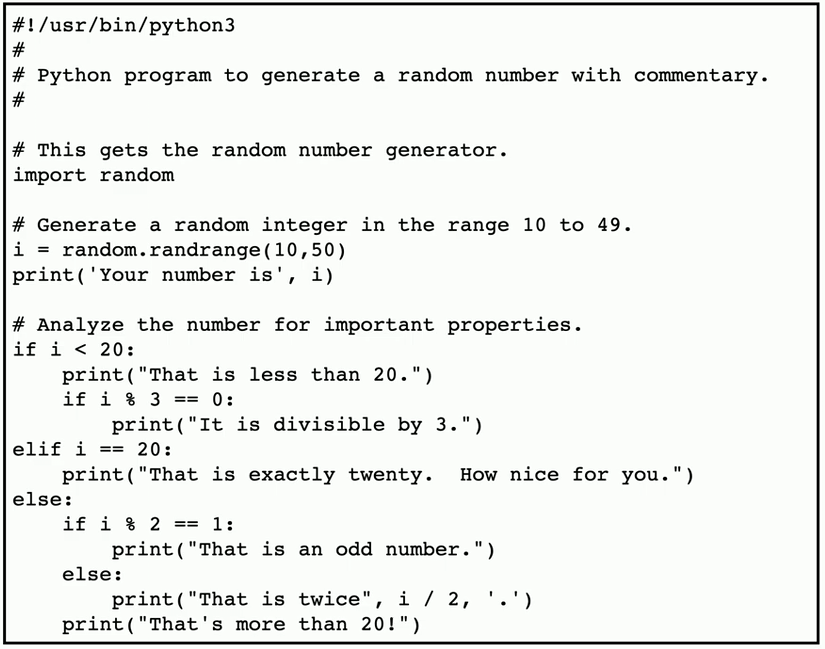 #!/usr/bin/python3
#
# Python program to generate a random number with commentary.
#

# This gets the random number generator.
import random

# Generate a random integer in the range 10 to 49.
i = random.randrange(10,50)
print('Your number is', i)

# Analyze the number for important properties.
if i < 20:
    print("That is less than 20.")
    if i % 3 == 0:
        print("It is divisible by 3.")
elif i == 20:
    print("That is exactly twenty.  How nice for you.")
else:
    if i % 2 == 1:
        print("That is an odd number.")
    else:
        print("That is twice", i / 2, '.')
    print("That's more than 20!")